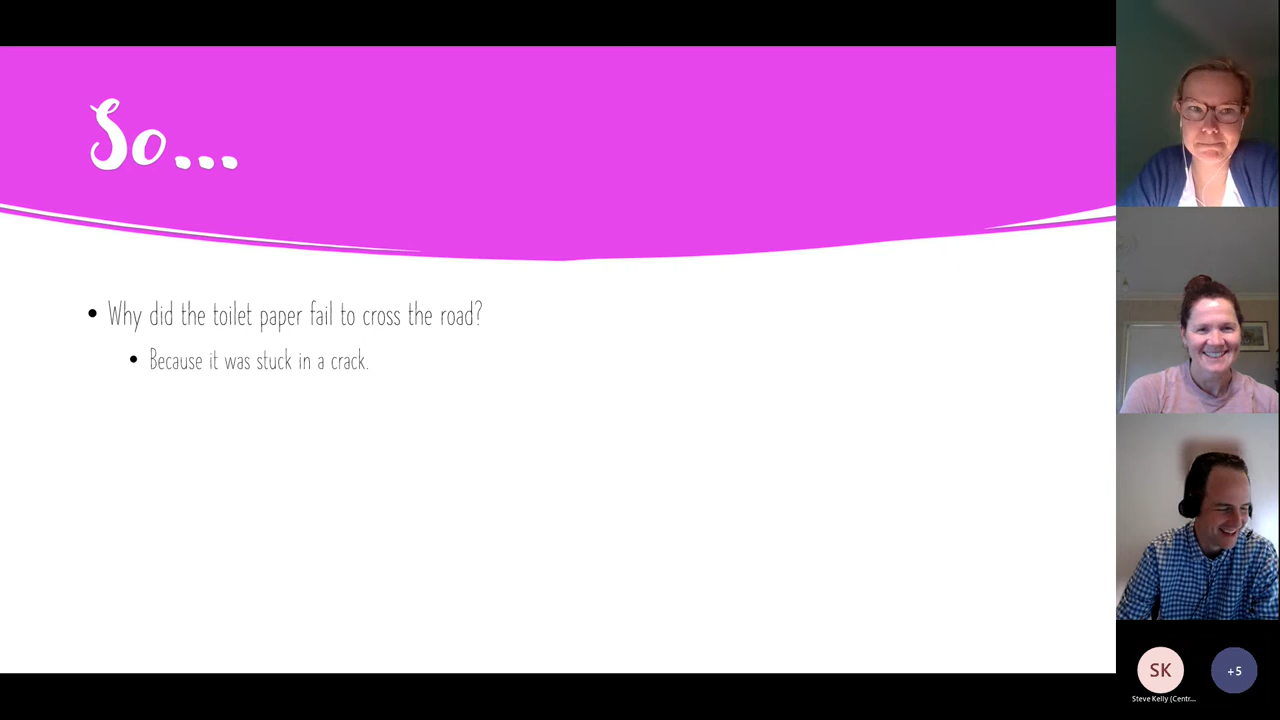 So...
• Why did the toilet paper fail to cross the road?
• Because it was stuck in a crack.
SK
+5
Steve Kelly (Centr...